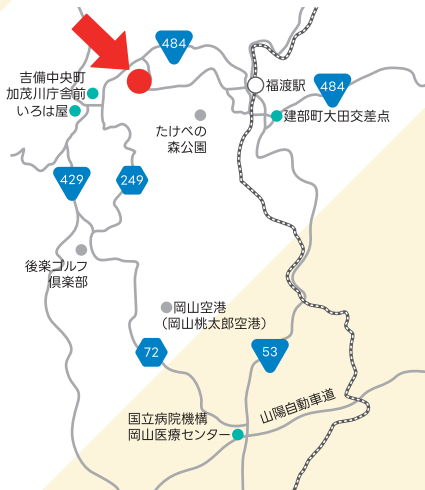 484
吉備中央町
加茂川庁舎前
いろは屋
福渡駅
484
建部町大田交差点
たけべの
森公園
429
249
後楽ゴルフ
倶楽部
岡山空港
(岡山桃太郎空港)
72
53
山陽自動車道
国立病院機構
岡山医療センター